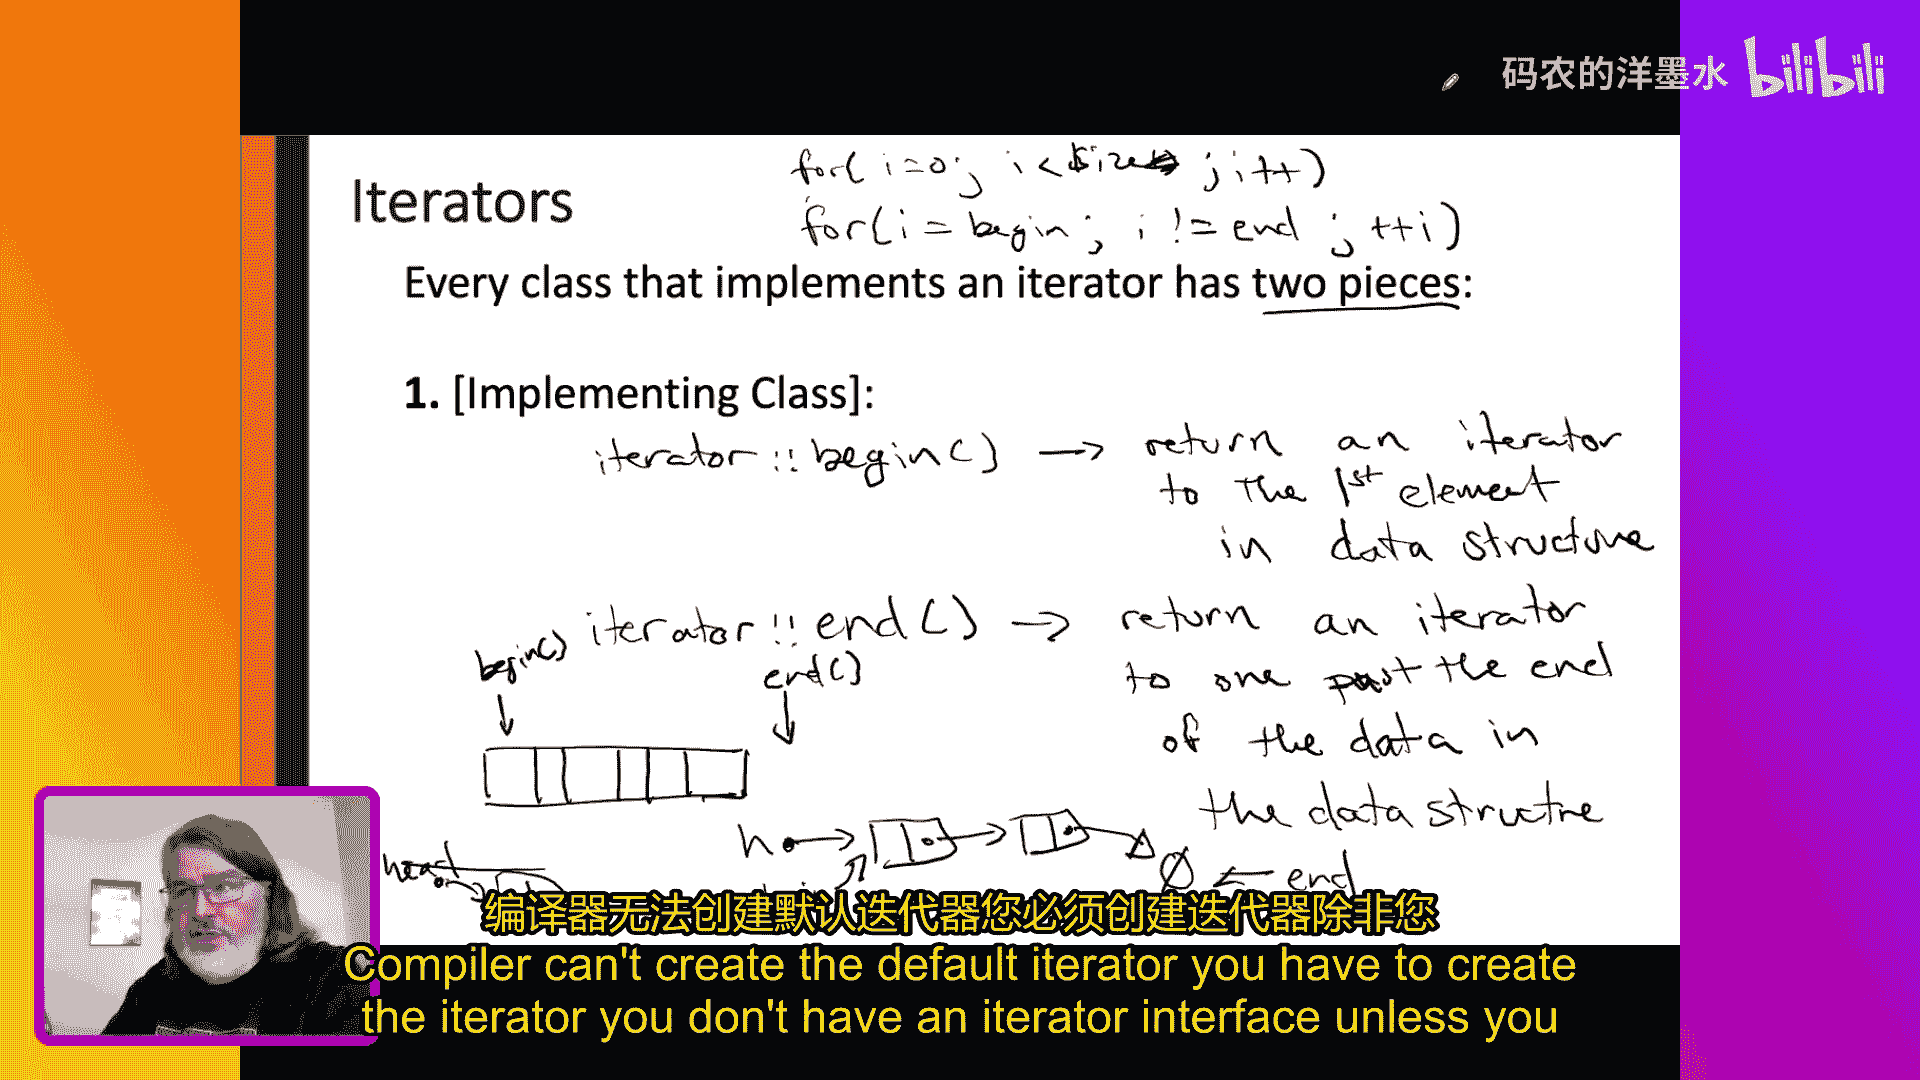 码农的洋墨水 bilibili
for( i=0; i<size ; i++)
Iterators
for(i = begin ; i != end ; ++i)
Every class that implements an iterator has two pieces:
1. [Implementing Class]:
iterator :: begin( ) → return an iterator
to the 1st element
in data structure
begin( ) iterator :: end( ) → return an iterator
end( )
to one past the end
of the data in
the data structre
h
head
Ø ← end
编译器无法创建默认迭代器您必须创建迭代器除非您
Compiler can't create the default iterator you have to create
the iterator you don't have an iterator interface unless you